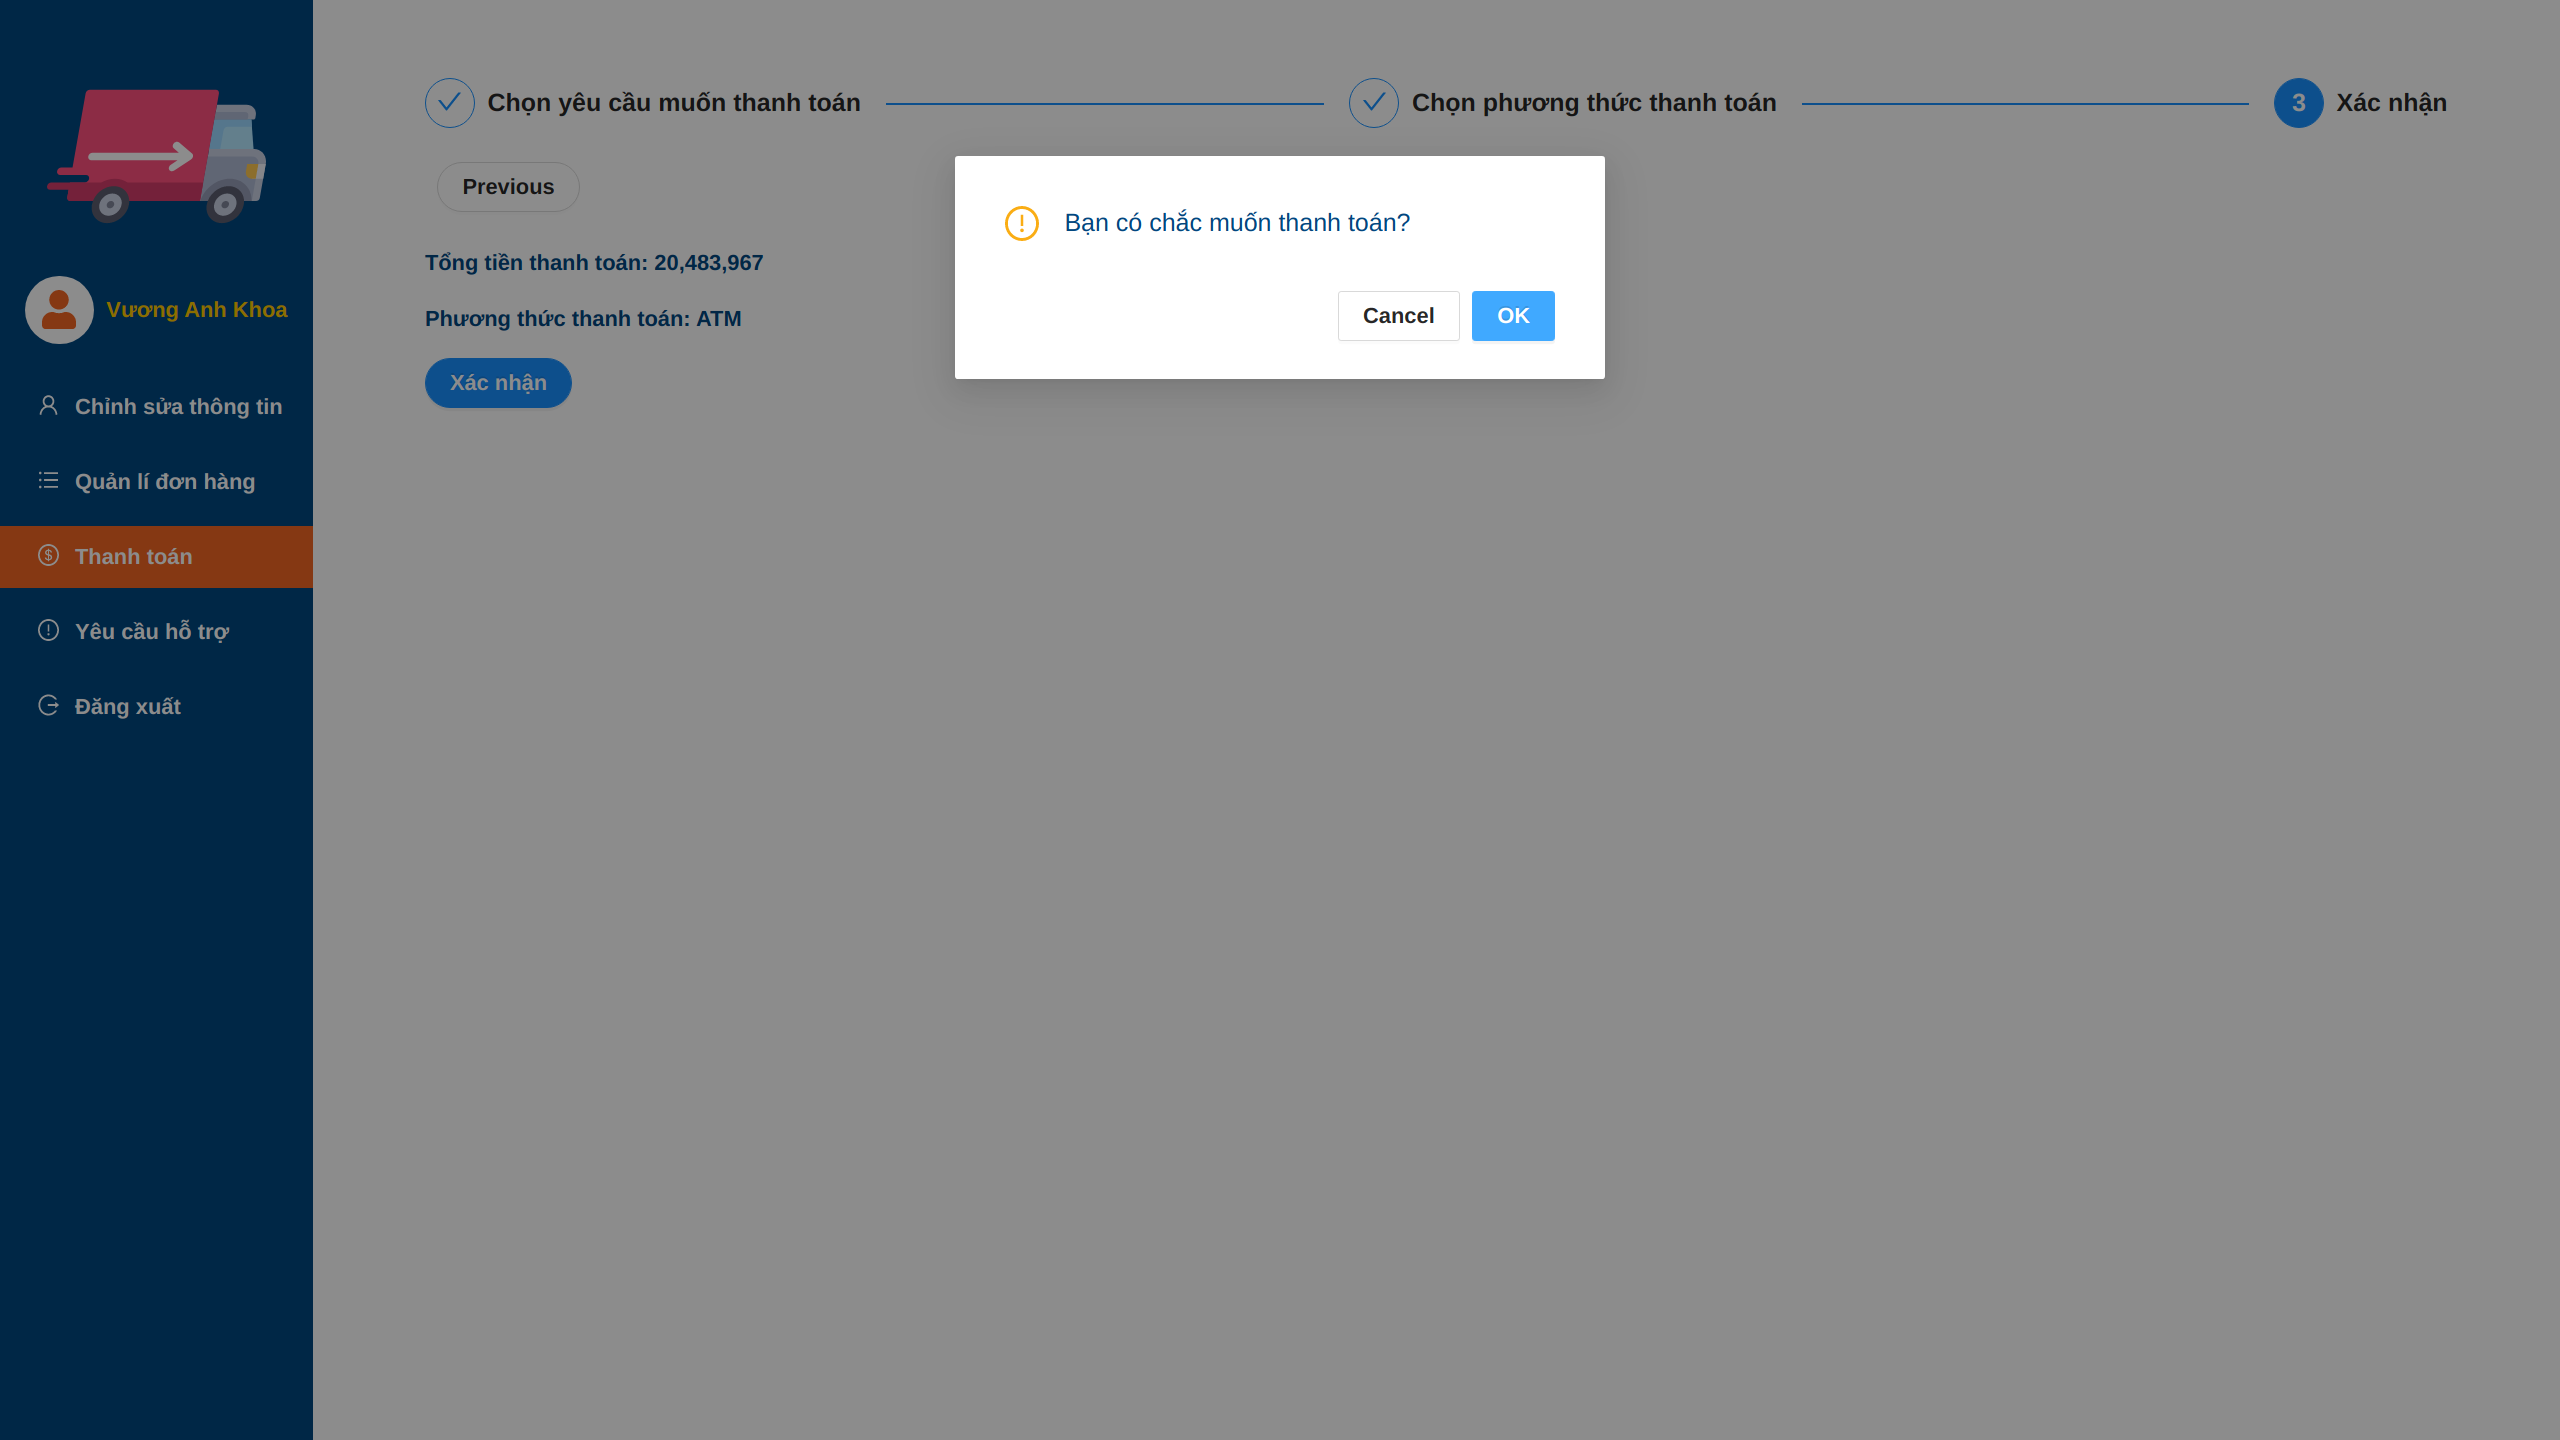 Vương Anh Khoa
Chỉnh sửa thông tin
Quản lí đơn hàng
Thanh toán
Yêu cầu hỗ trợ
Đăng xuất
Chọn yêu cầu muốn thanh toán
Chọn phương thức thanh toán
3 Xác nhận
Previous
Tổng tiền thanh toán: 20,483,967
Phương thức thanh toán: ATM
Xác nhận
Bạn có chắc muốn thanh toán?
Cancel OK